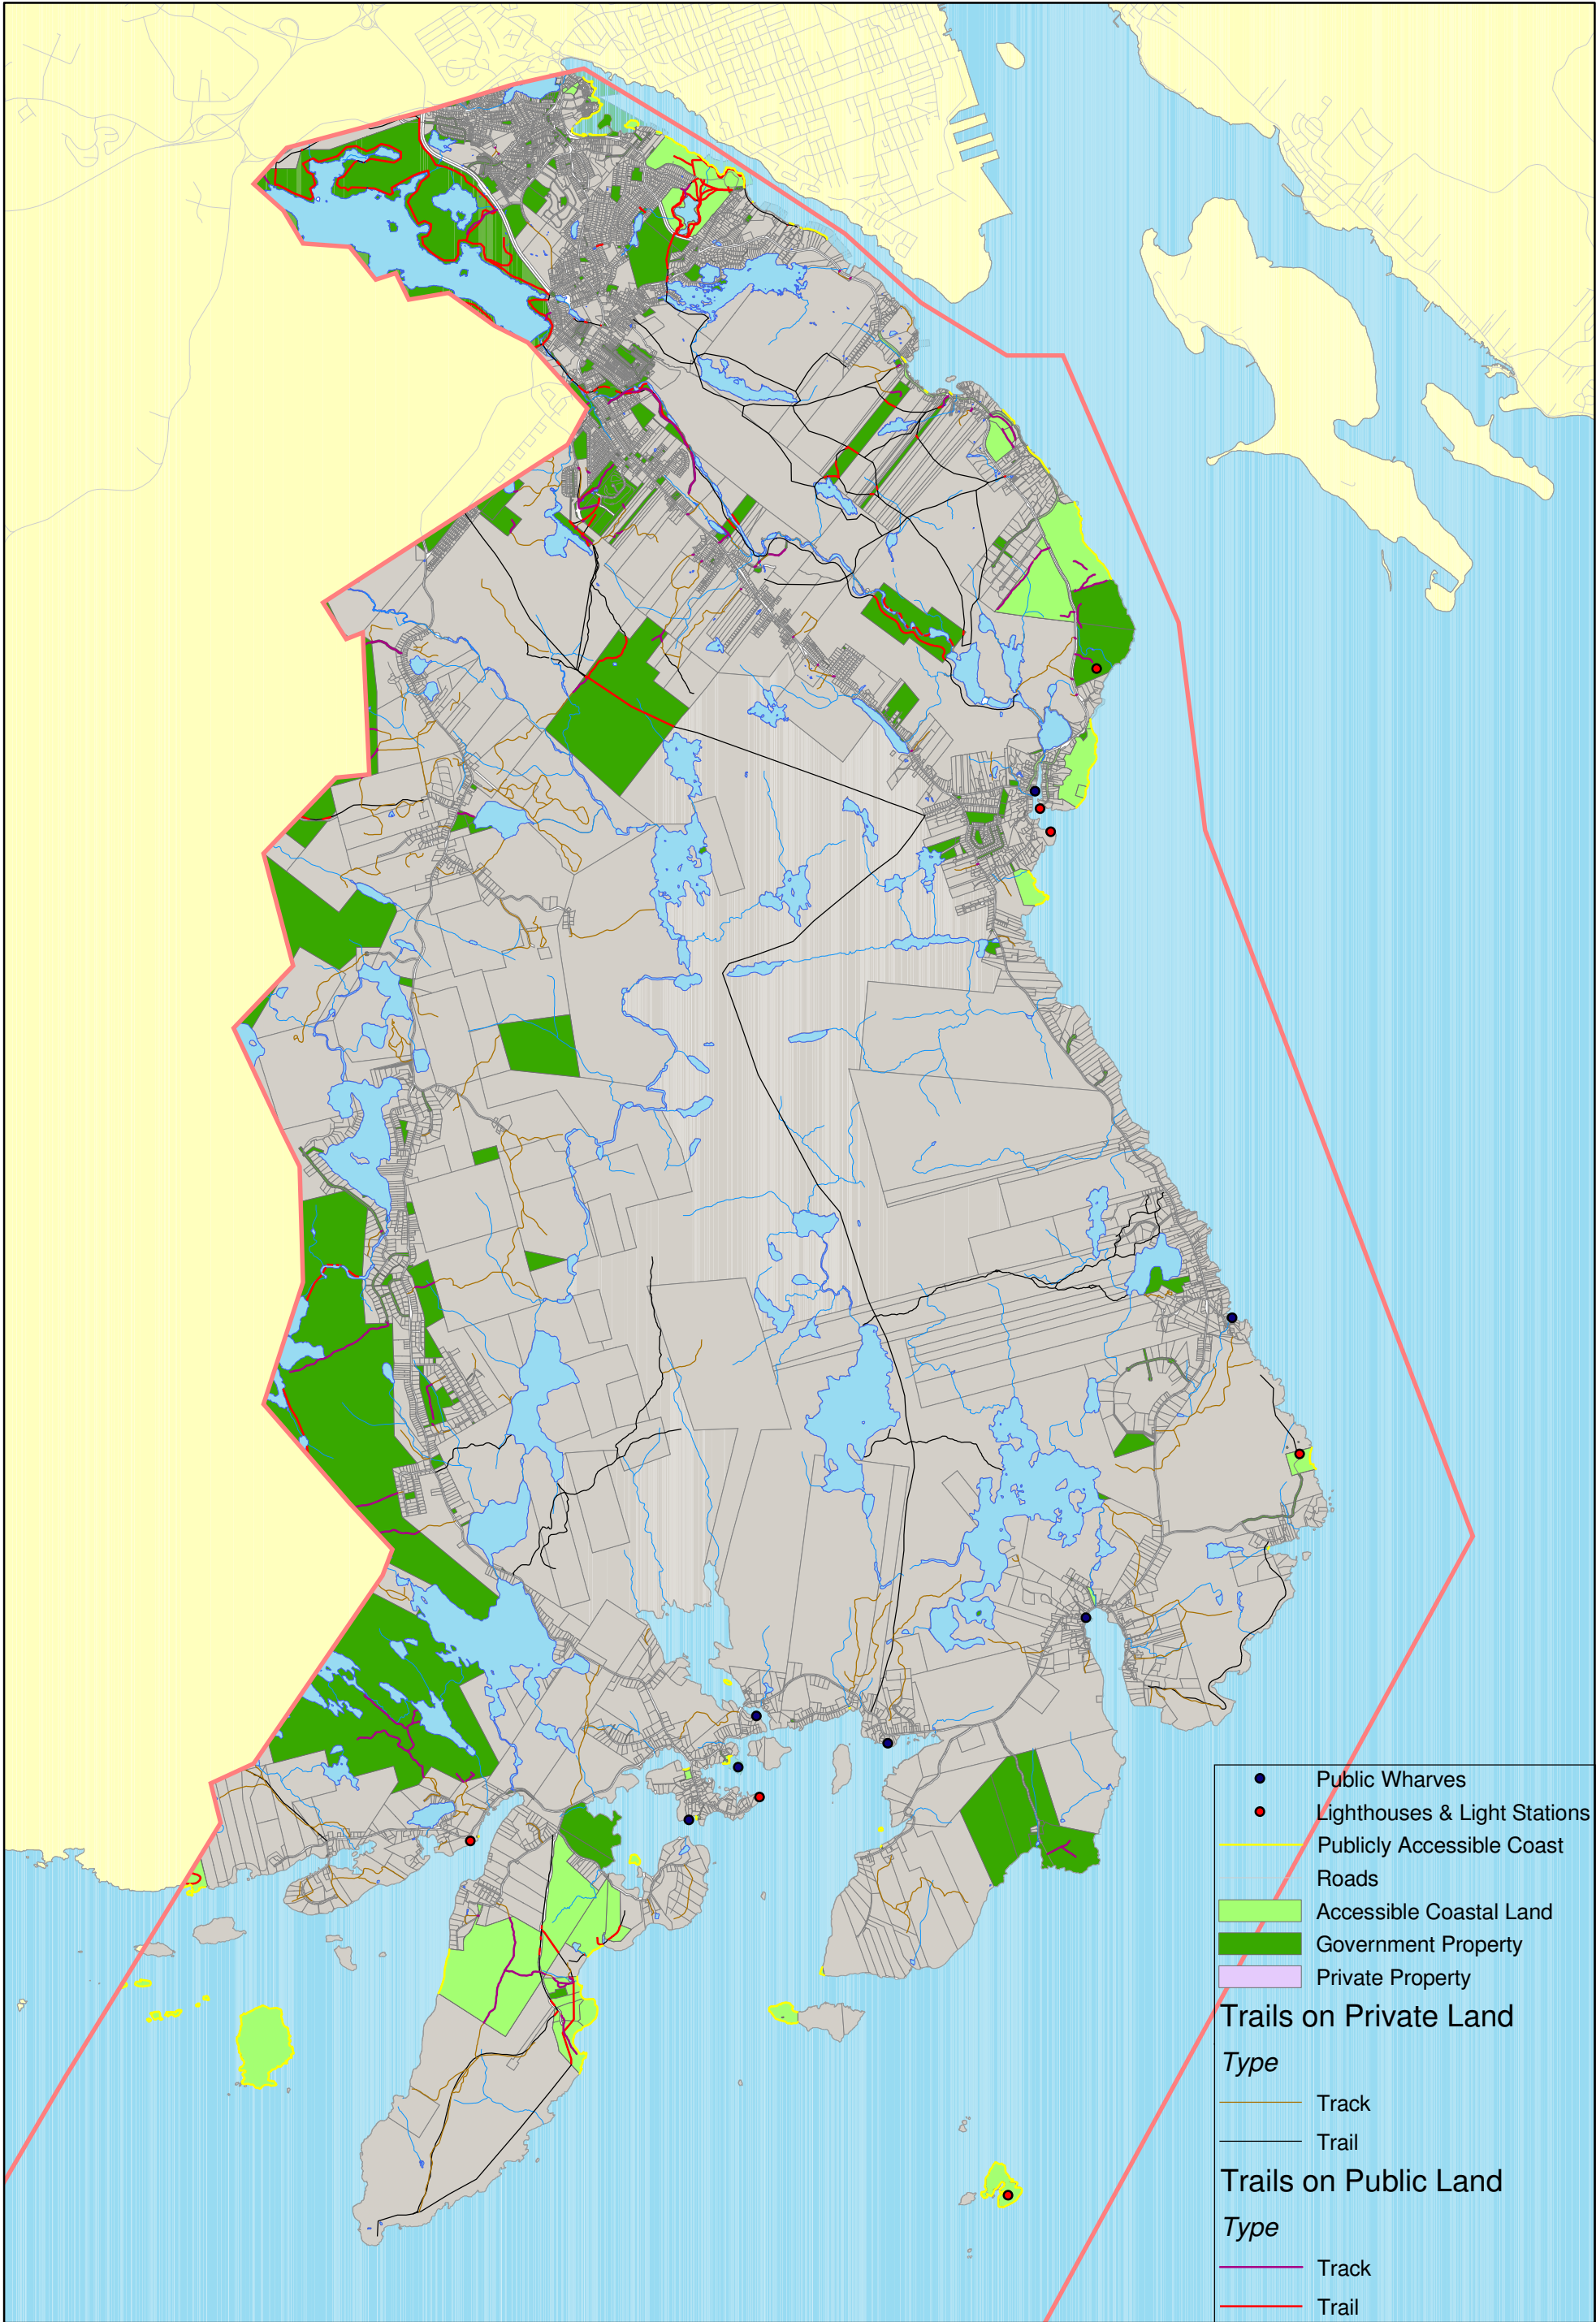 Public Wharves
Lighthouses & Light Stations
Publicly Accessible Coast
Roads
Accessible Coastal Land
Government Property
Private Property
Trails on Private Land
Type
Track
Trail
Trails on Public Land
Type
Track
Trail